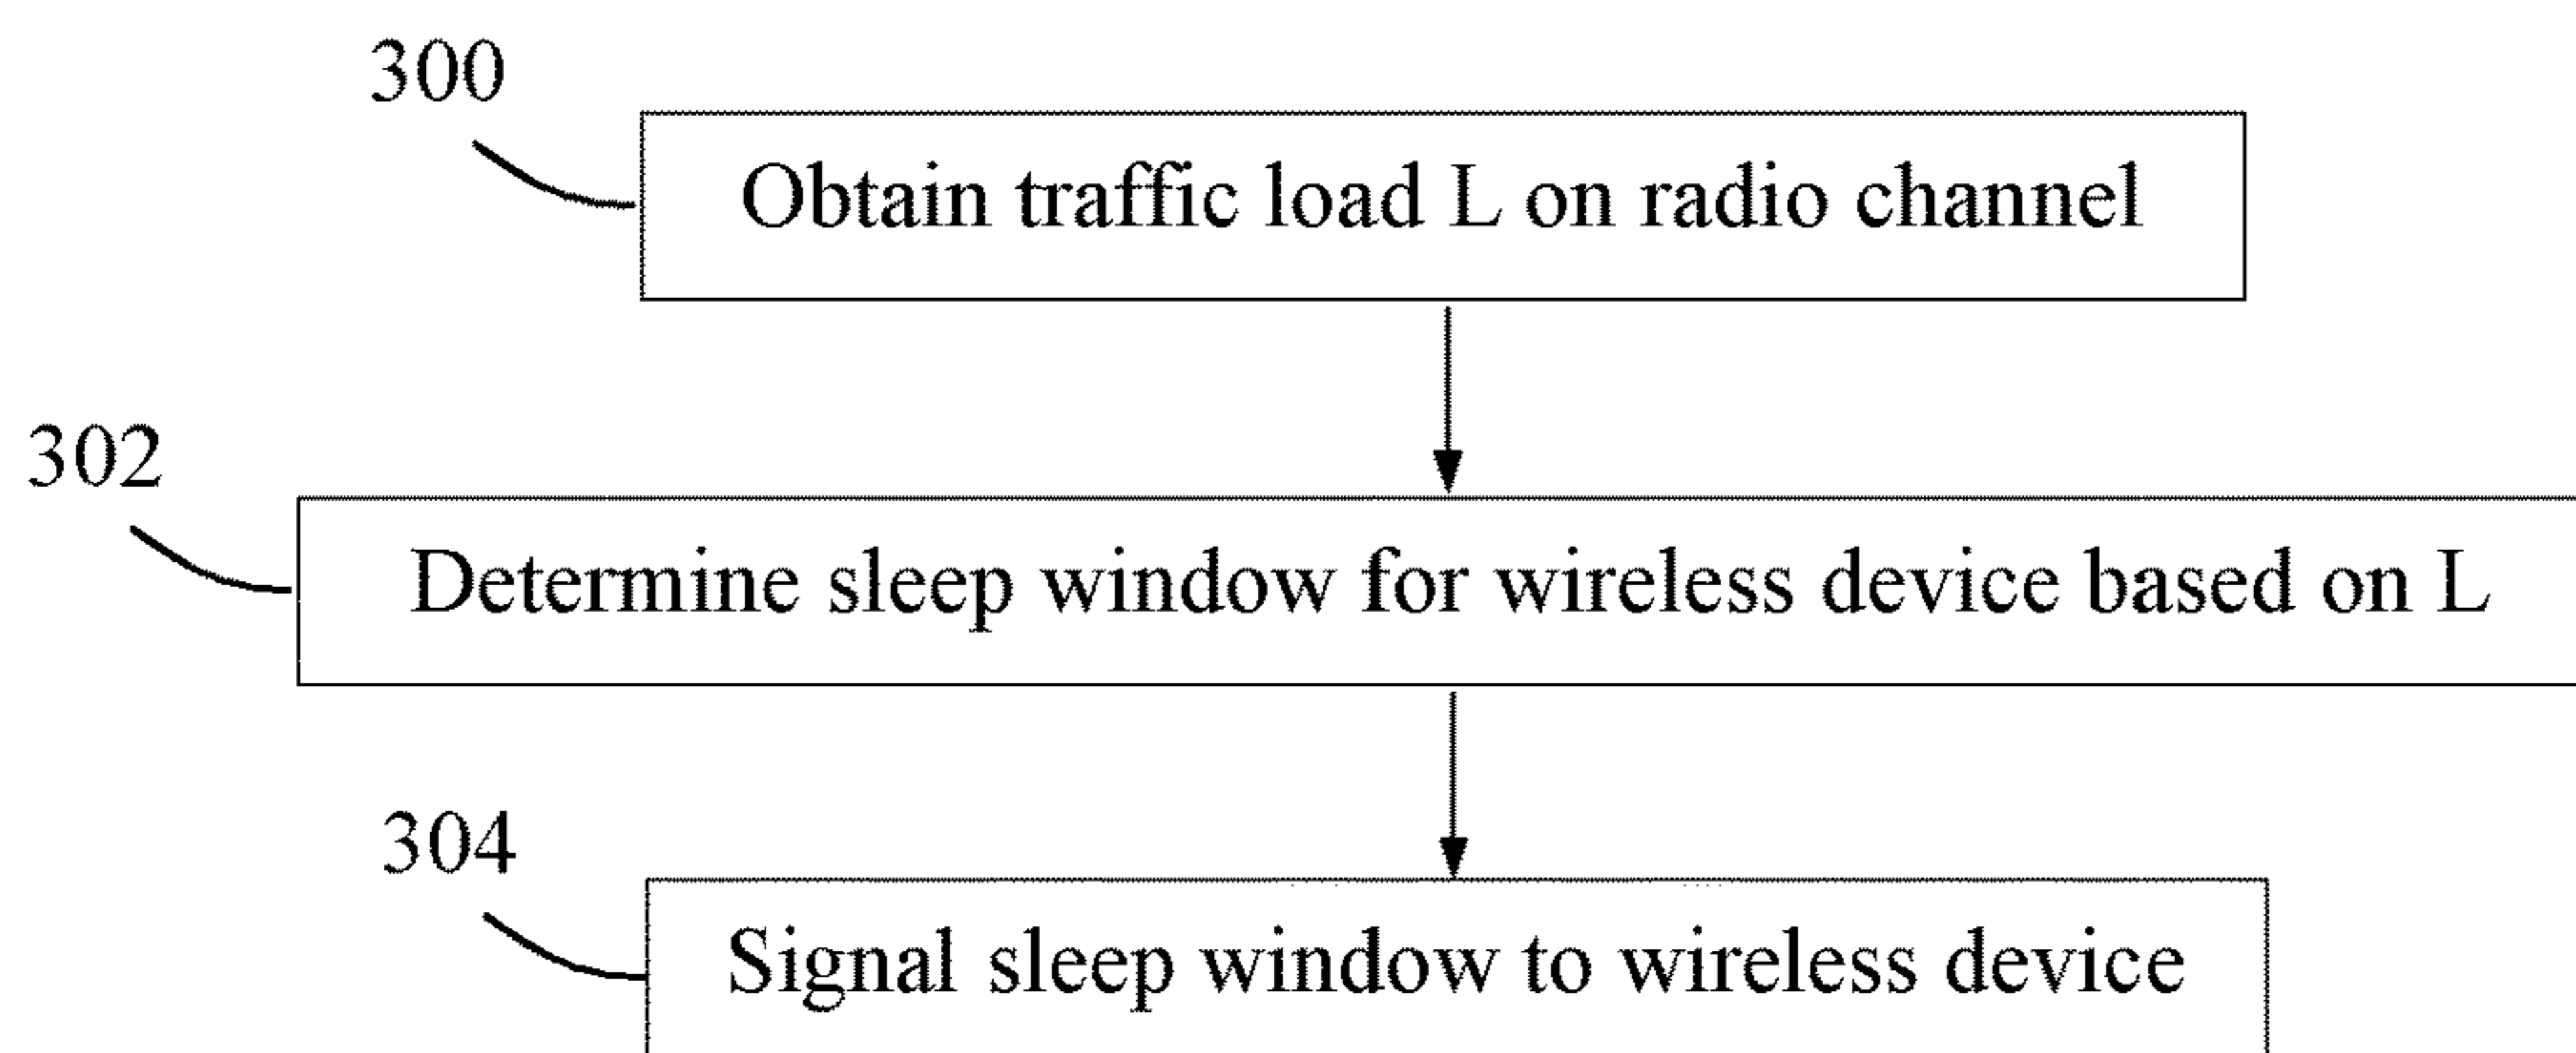 300
Obtain traffic load L on radio channel
302
Determine sleep window for wireless device based on L
304
Signal sleep window to wireless device